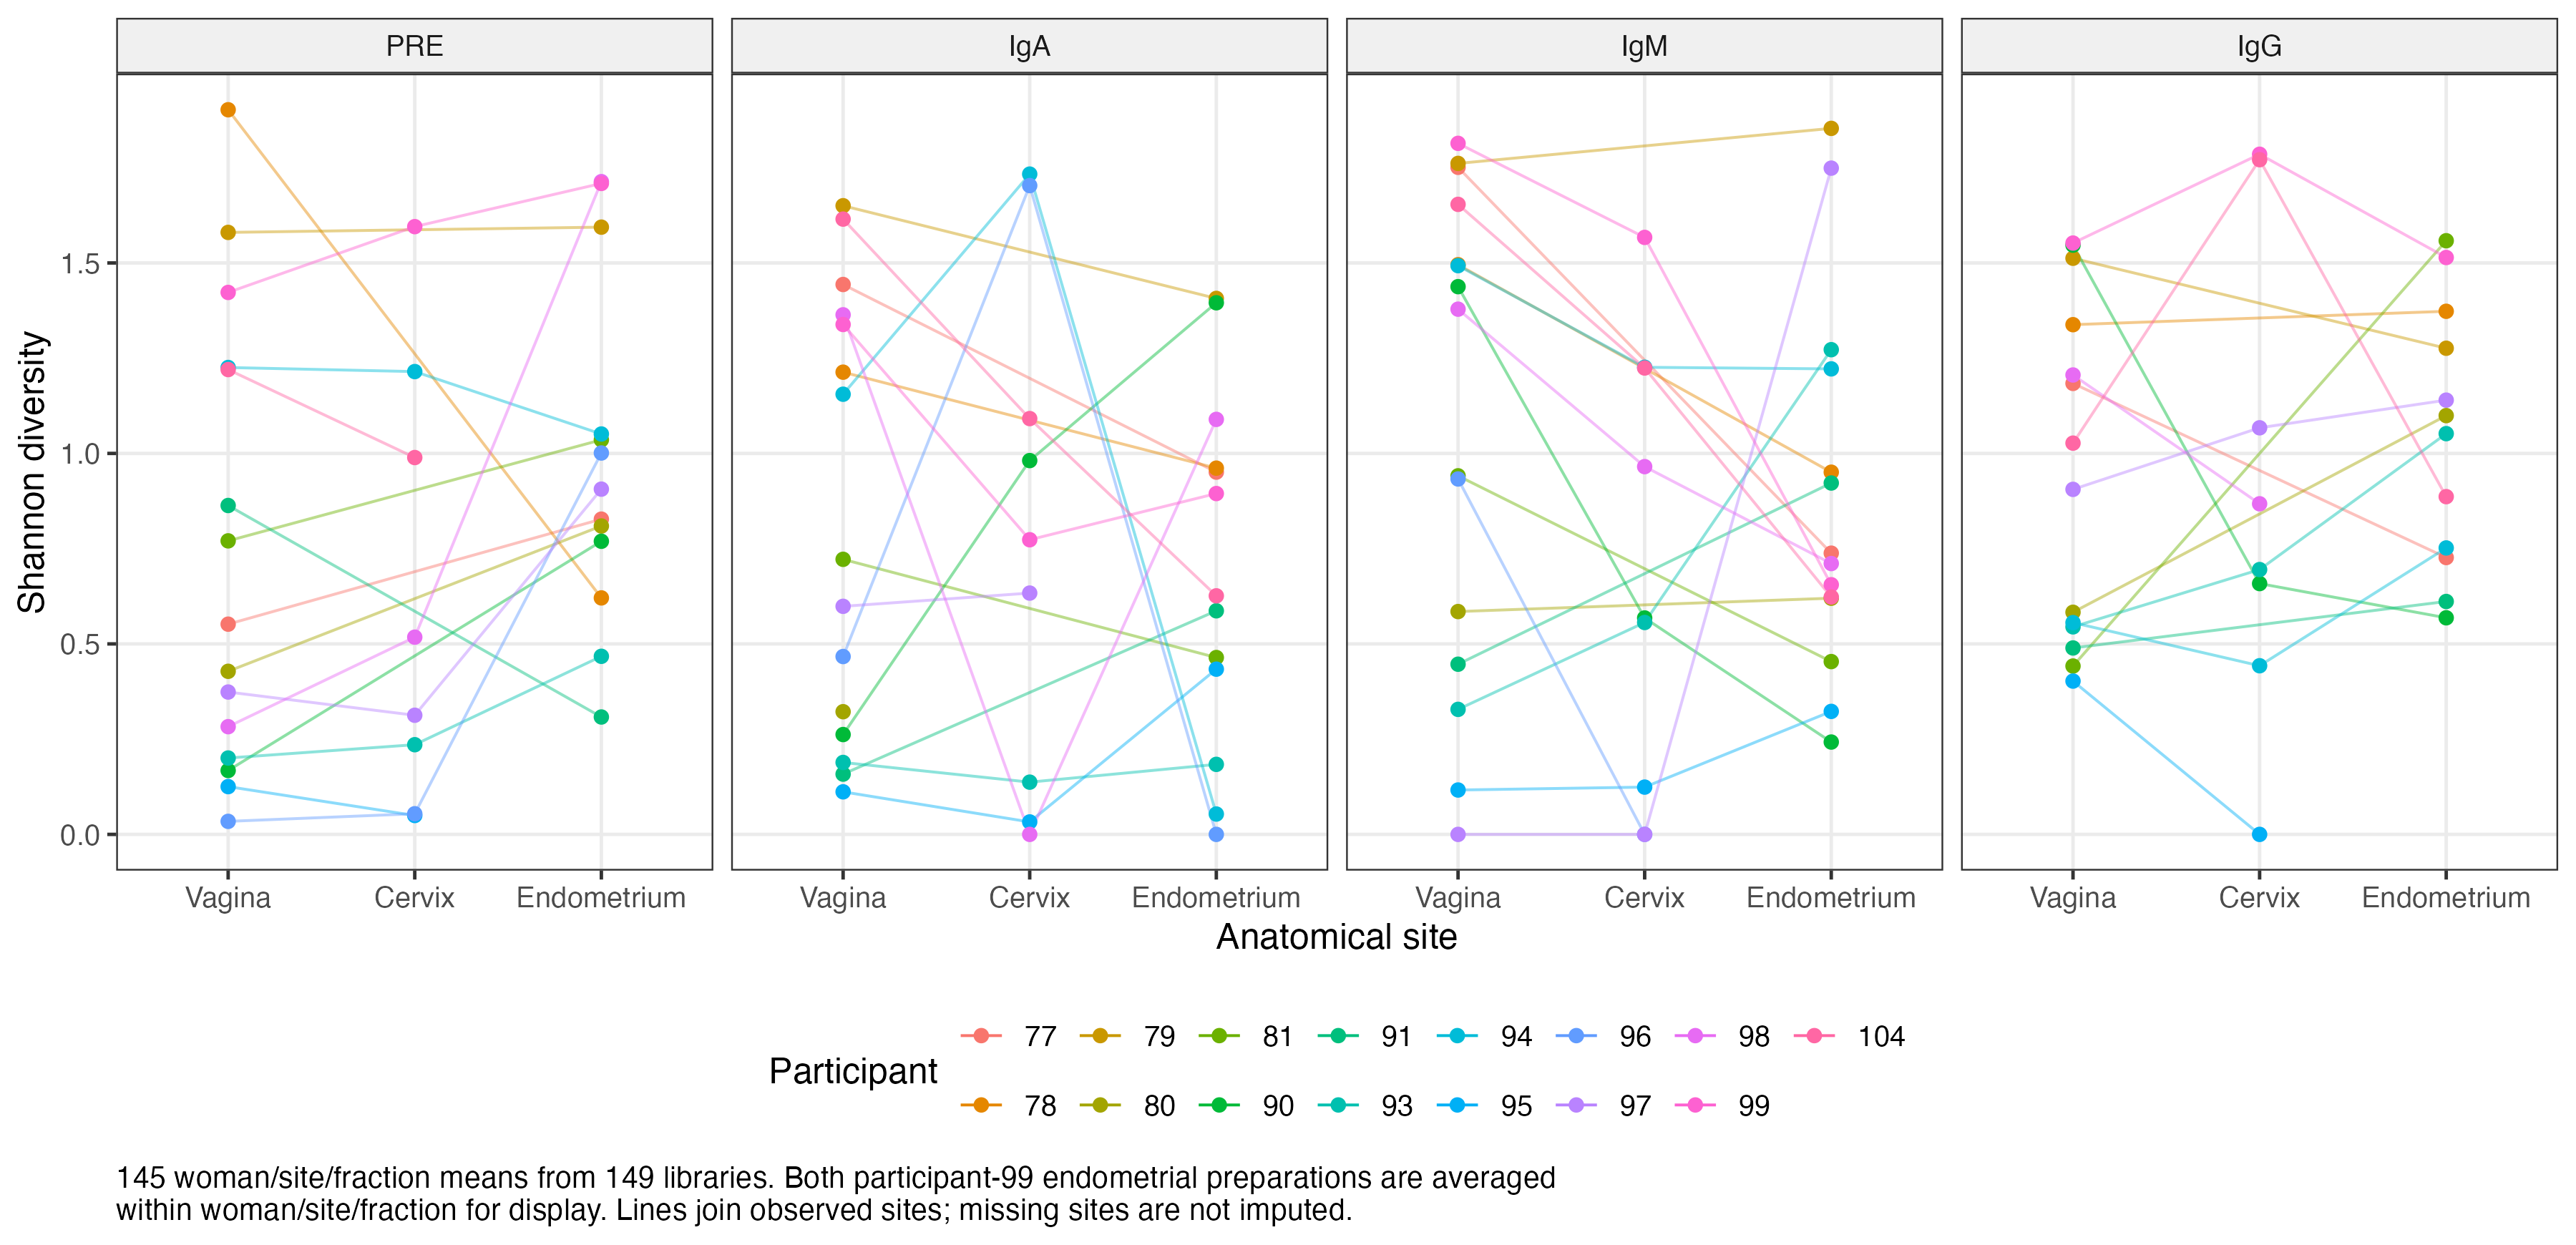 PRE IgA IgM IgG
Shannon diversity
1.5
1.0
0.5
0.0
Vagina Cervix Endometrium Vagina Cervix Endometrium Vagina Cervix Endometrium Vagina Cervix Endometrium
Anatomical site
Participant
77 79 81 91 94 96 98 104
78 80 90 93 95 97 99
145 woman/site/fraction means from 149 libraries. Both participant-99 endometrial preparations are averaged
within woman/site/fraction for display. Lines join observed sites; missing sites are not imputed.